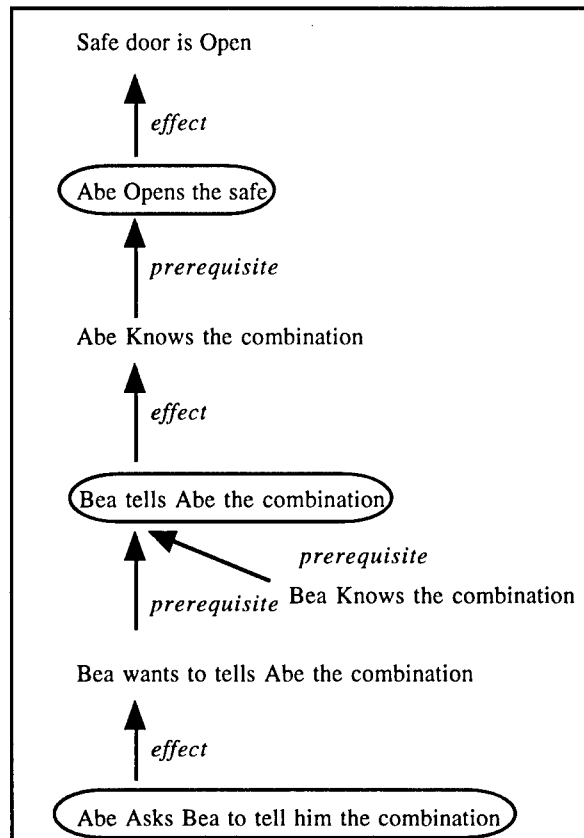 Safe door is Open
effect
Abe Opens the safe
prerequisite
Abe Knows the combination
effect
Bea tells Abe the combination
prerequisite
prerequisite
Bea Knows the combination
Bea wants to tells Abe the combination
effect
Abe Asks Bea to tell him the combination